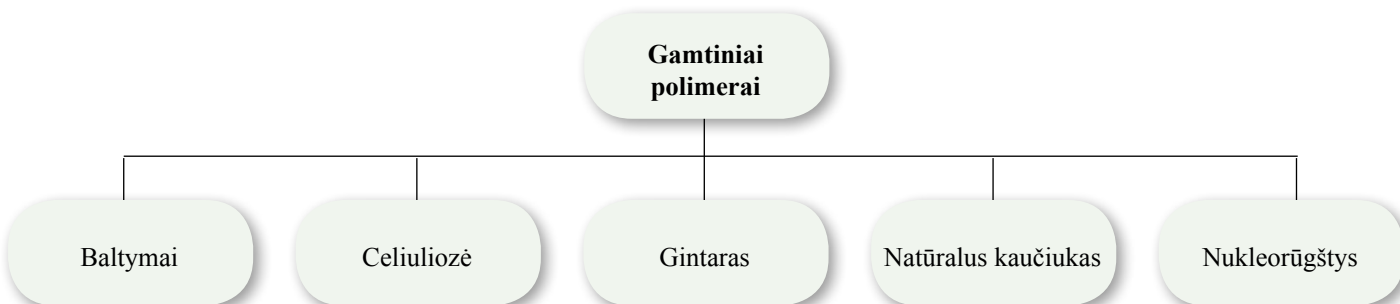 Gamtiniai
polimerai
Baltymai
Celiuliozė
Gintaras
Natūralus kaučiukas
Nukleorūgštys